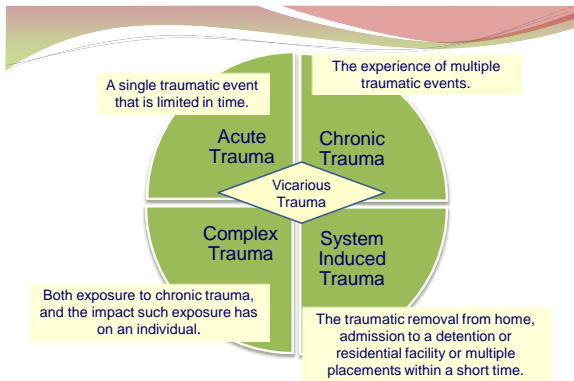 A single traumatic event
that is limited in time.
The experience of multiple
traumatic events.
Acute
Trauma
Chronic
Trauma
Vicarious
Trauma
Complex
Trauma
System
Induced
Trauma
Both exposure to chronic trauma,
and the impact such exposure has
on an individual.
The traumatic removal from home,
admission to a detention or
residential facility or multiple
placements within a short time.